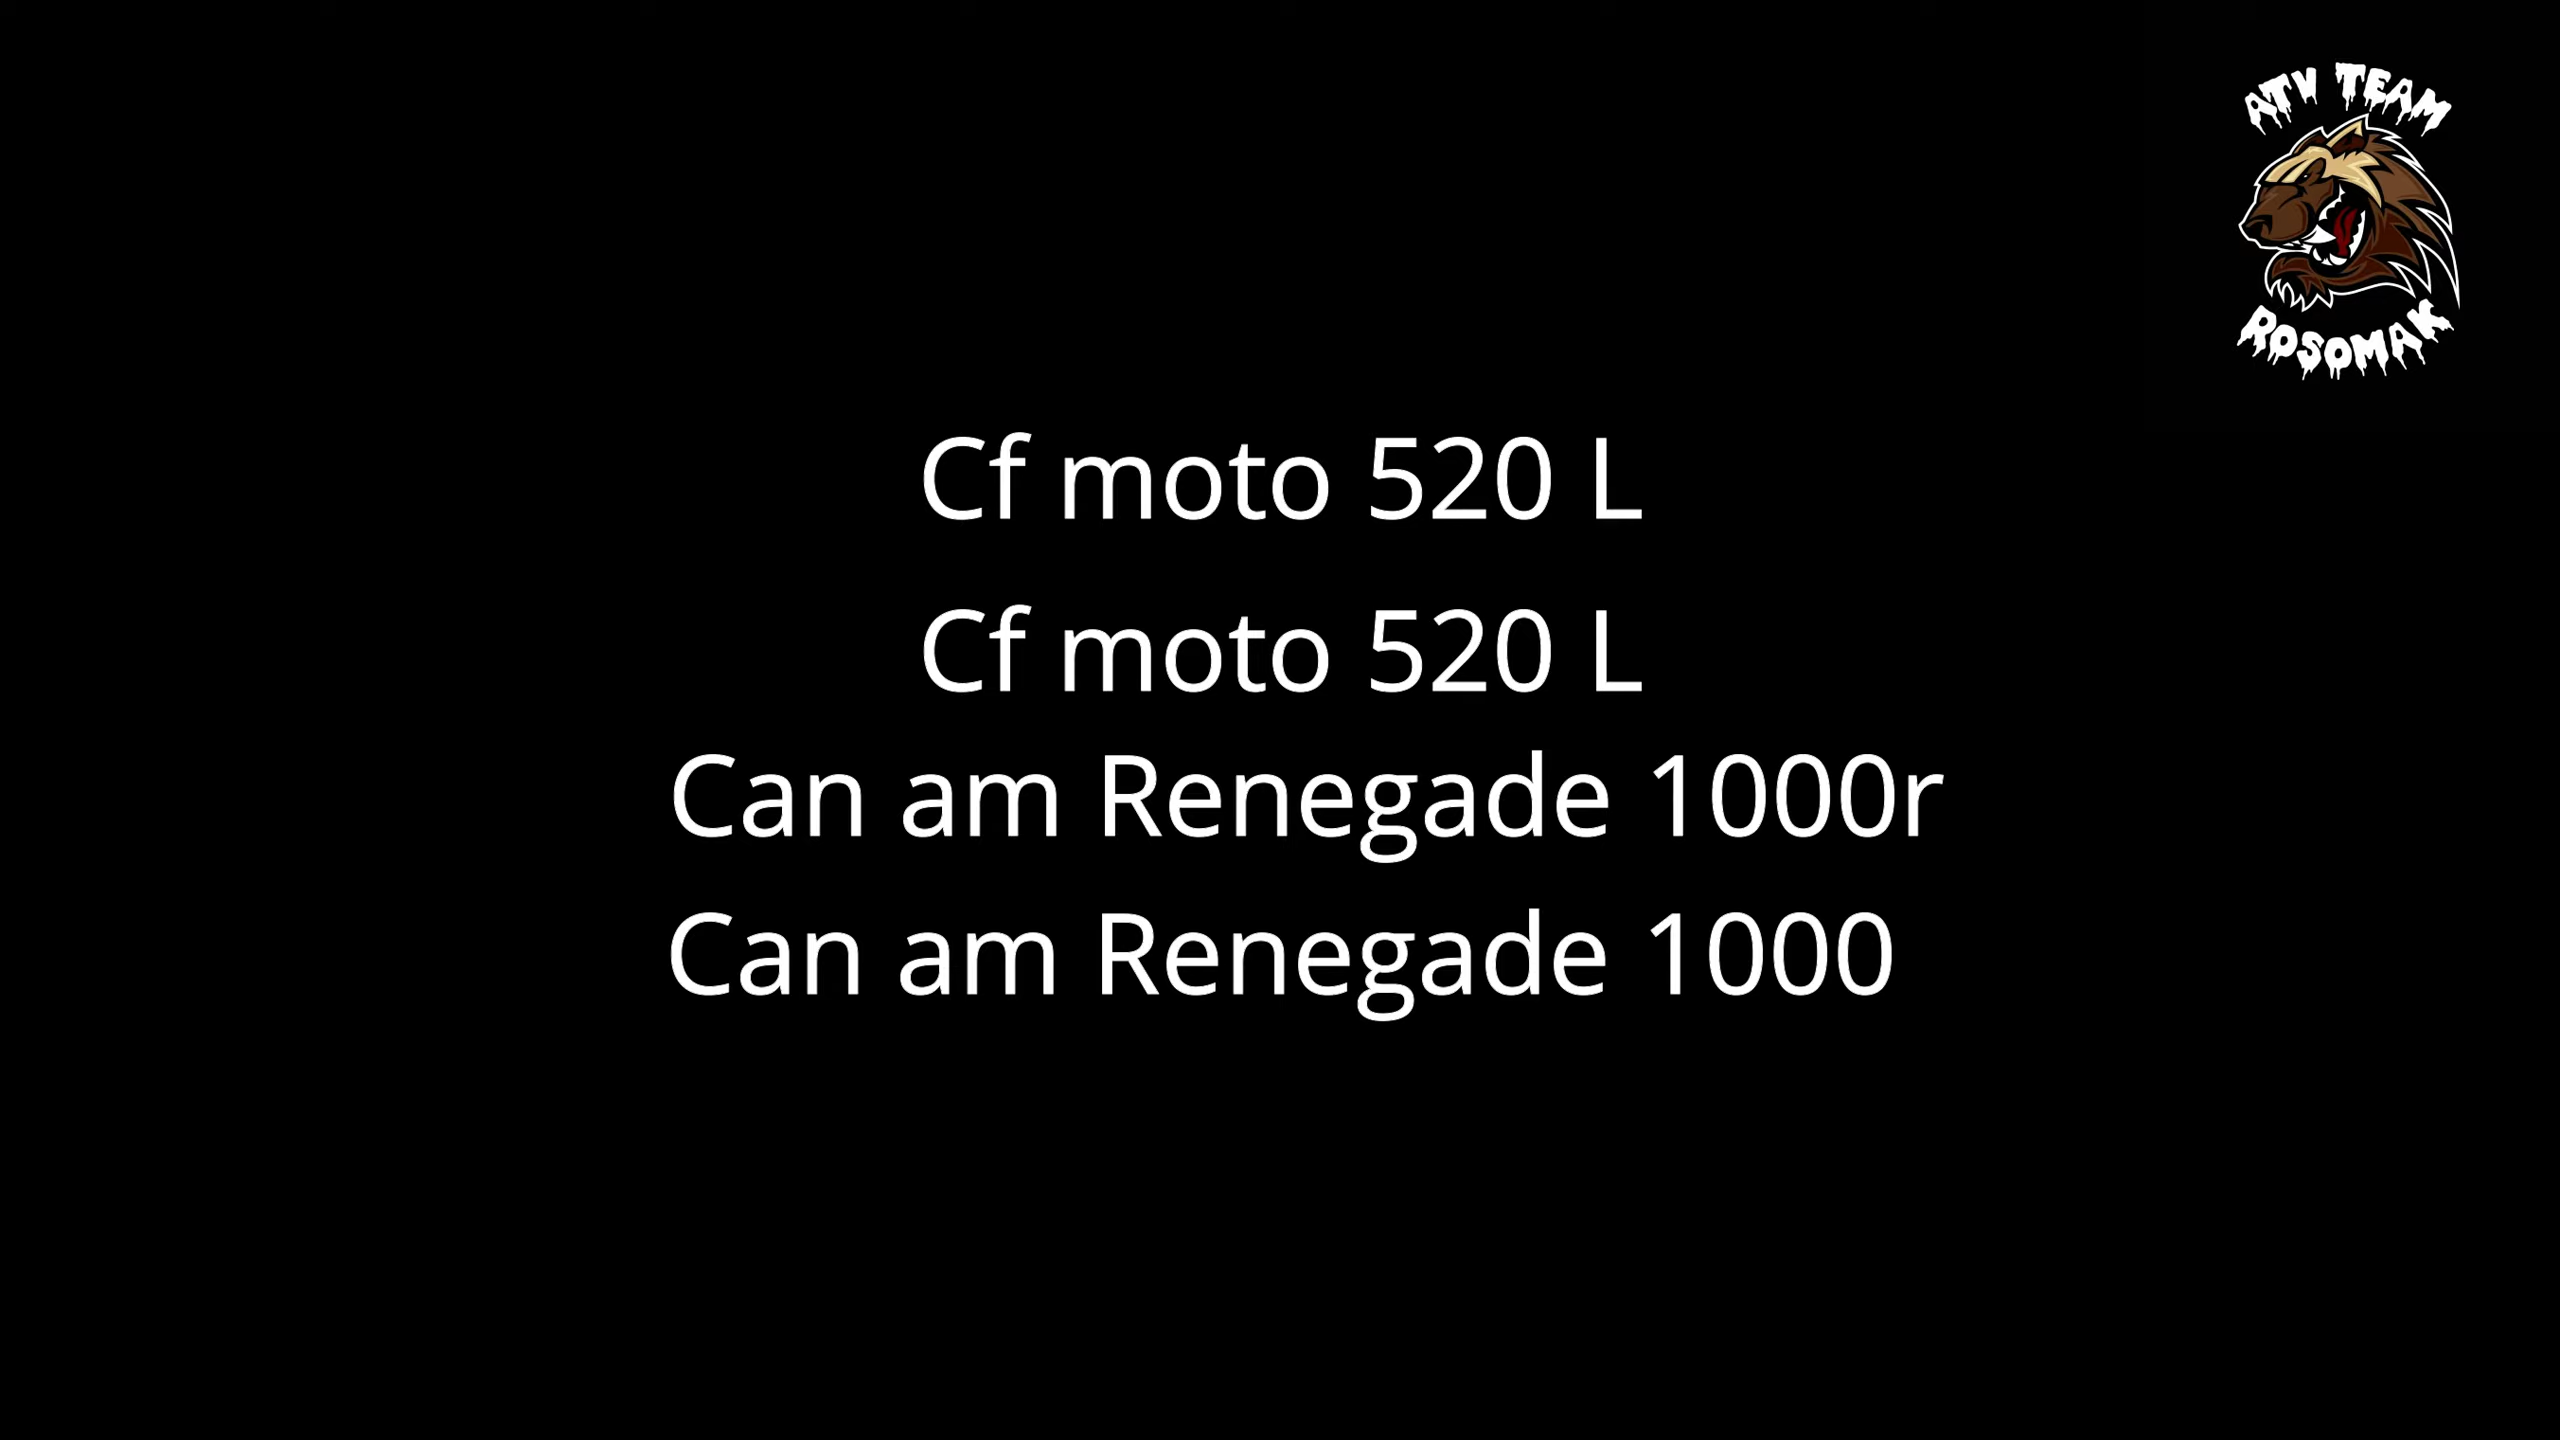 ATV TEAM
ROSOMAK
Cf moto 520 L
Cf moto 520 L
Can am Renegade 1000r
Can am Renegade 1000